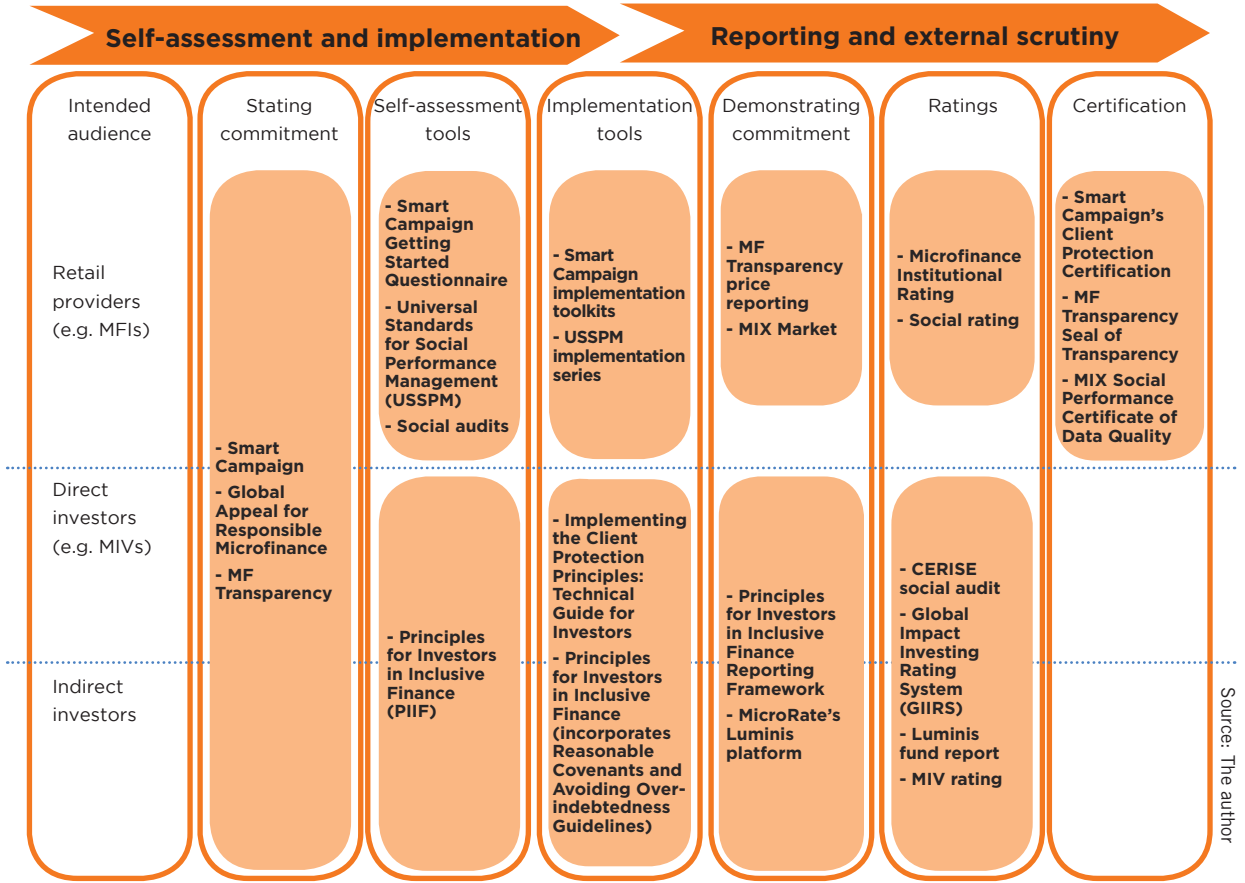 Self-assessment and implementation
Reporting and external scrutiny
Intended
audience
Stating
commitment
Self-assessment
tools
Implementation
tools
Demonstrating
commitment
Ratings
Certification
Retail
providers
(e.g. MFIs)
Direct
investors
(e.g. MIVs)
Indirect
investors
- Smart
Campaign
- Global
Appeal for
Responsible
Microfinance
- MF
Transparency
- Smart
Campaign
Getting
Started
Questionnaire
- Universal
Standards
for Social
Performance
Management
(USSPM)
- Social audits
- Principles
for Investors
in Inclusive
Finance
(PIIF)
- Smart
Campaign
implementation
toolkits
- USSPM
implementation
series
- Implementing
the Client
Protection
Principles:
Technical
Guide for
Investors
- Principles
for Investors
in Inclusive
Finance
(incorporates
Reasonable
Covenants and
Avoiding Over-
indebtedness
Guidelines)
- MF
Transparency
price
reporting
- MIX Market
- Principles
for Investors
in Inclusive
Finance
Reporting
Framework
- MicroRate’s
Luminis
platform
- Microfinance
Institutional
Rating
- Social rating
- CERISE
social audit
- Global
Impact
Investing
Rating
System
(GIIRS)
- Luminis
fund report
- MIV rating
- Smart
Campaign’s
Client
Protection
Certification
- MF
Transparency
Seal of
Transparency
- MIX Social
Performance
Certificate of
Data Quality
Source: The author